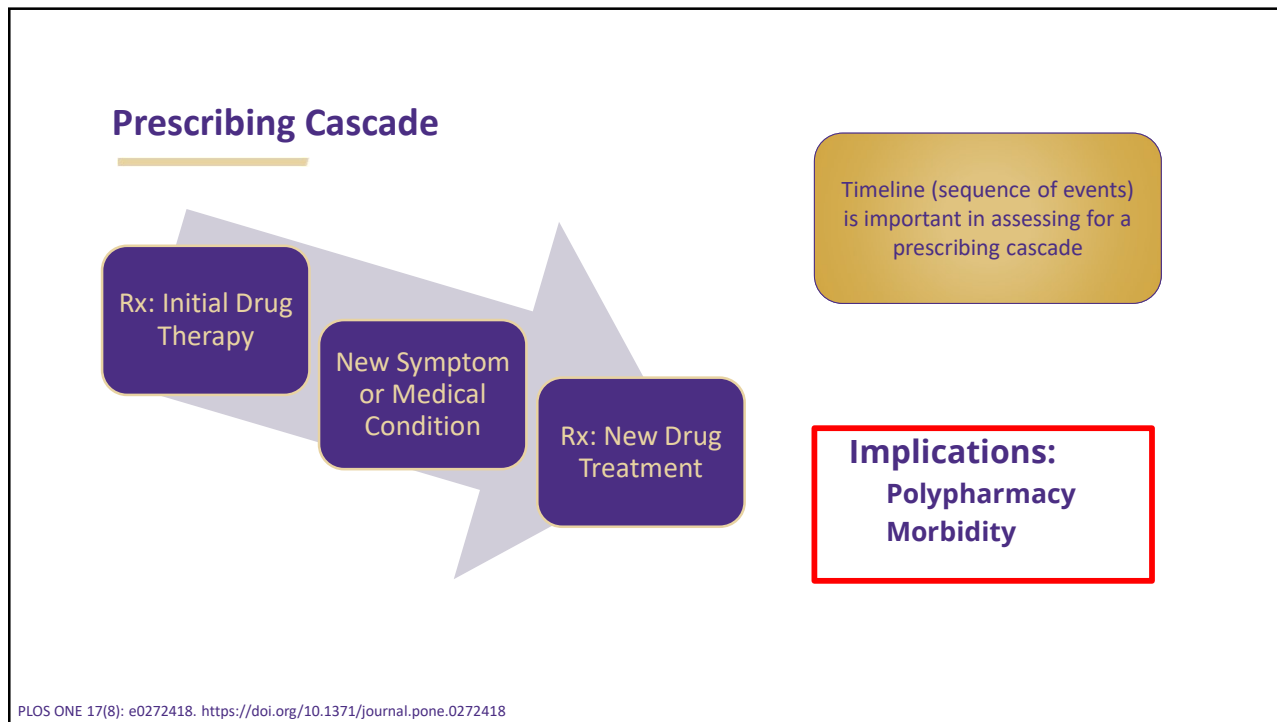 Prescribing Cascade
Rx: Initial Drug
Therapy
New Symptom
or Medical
Condition
Rx: New Drug
Treatment
Timeline (sequence of events)
is important in assessing for a
prescribing cascade
Implications:
Polypharmacy
Morbidity
PLOS ONE 17(8): e0272418. https://doi.org/10.1371/journal.pone.0272418